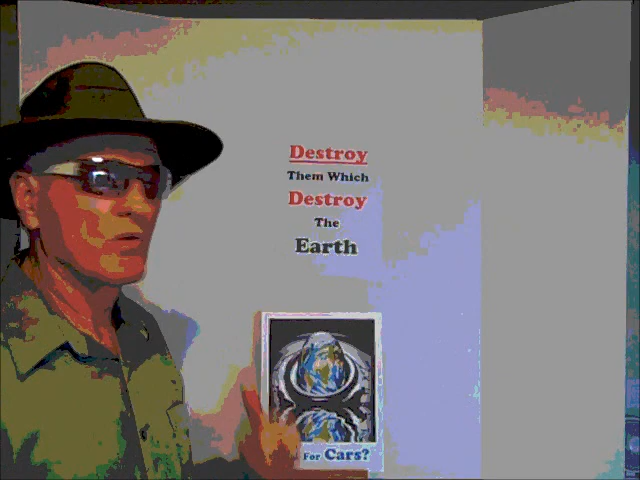 Destroy
Them Which
Destroy
The
Earth
For Cars?